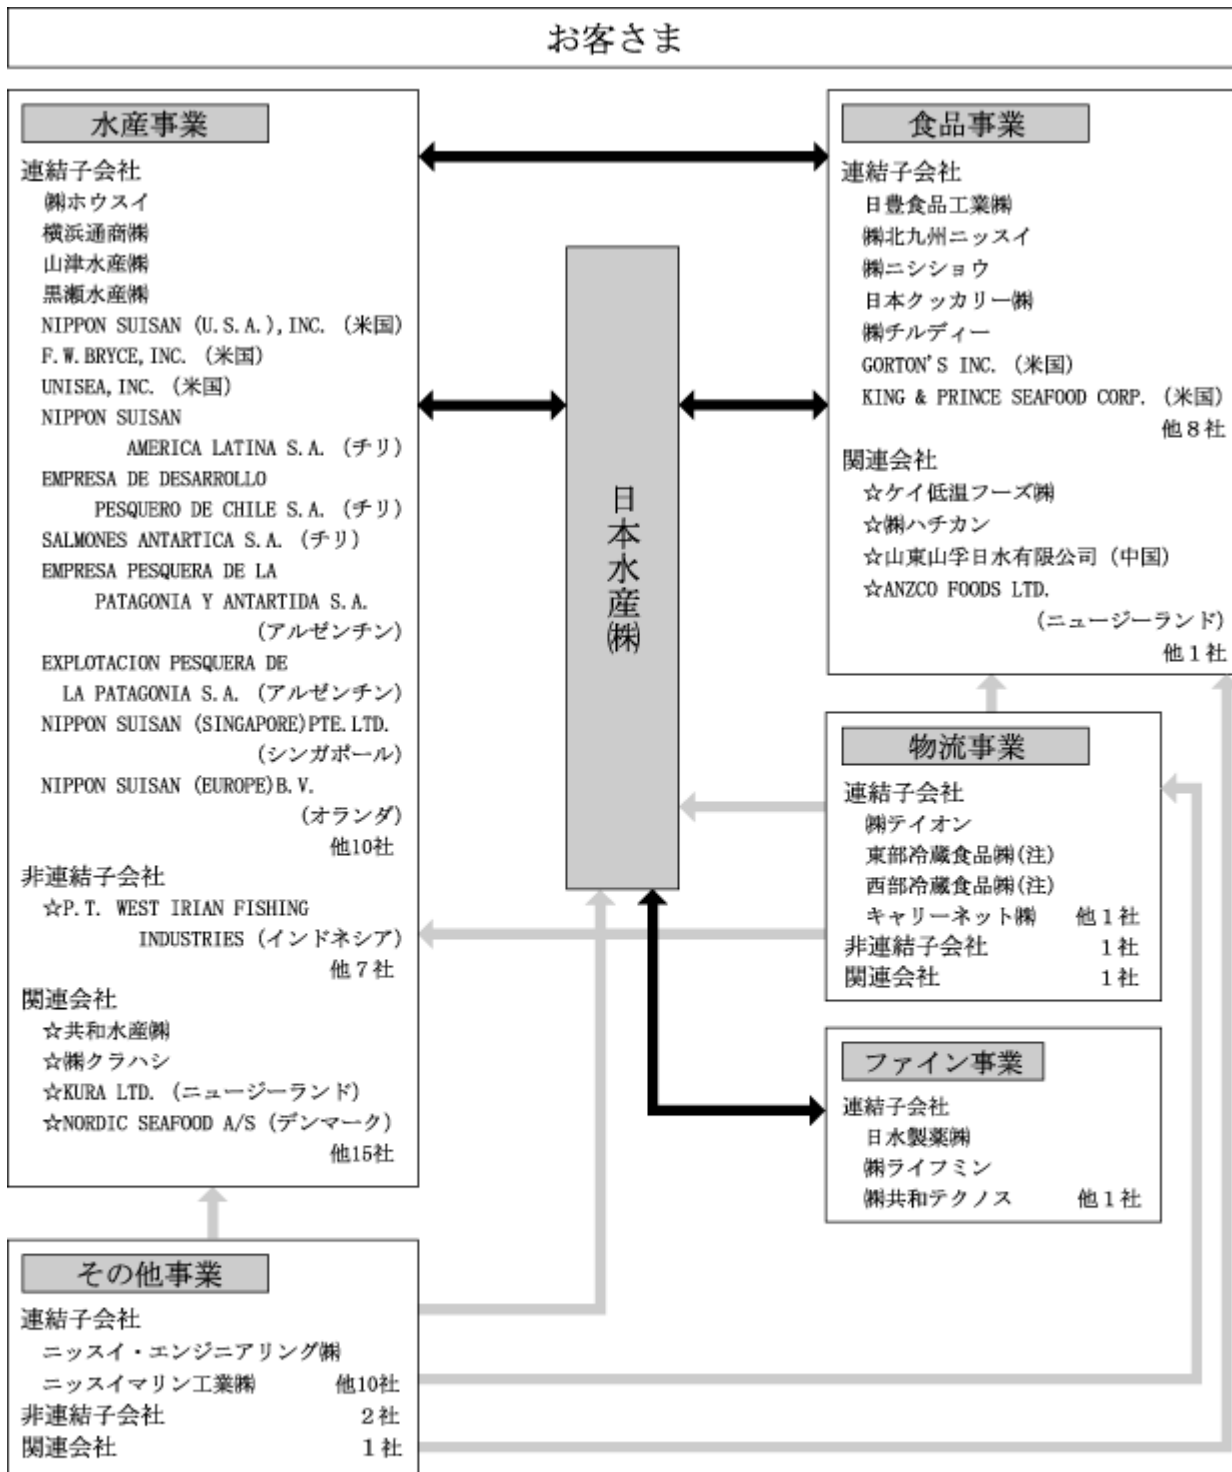 お客さま
水産事業
連結子会社
㈱ホウスイ
横浜通商㈱
山津水産㈱
黒瀬水産㈱
NIPPON SUISAN (U.S.A.),INC. (米国)
F.W.BRYCE,INC. (米国)
UNISEA,INC. (米国)
NIPPON SUISAN
AMERICA LATINA S.A. (チリ)
EMPRESA DE DESARROLLO
PESQUERO DE CHILE S.A. (チリ)
SALMONES ANTARTICA S.A. (チリ)
EMPRESA PESQUERA DE LA
PATAGONIA Y ANTARTIDA S.A.
(アルゼンチン)
EXPLOTACION PESQUERA DE
LA PATAGONIA S.A. (アルゼンチン)
NIPPON SUISAN (SINGAPORE)PTE.LTD.
(シンガポール)
NIPPON SUISAN (EUROPE)B.V.
(オランダ)
他10社
非連結子会社
☆P.T. WEST IRIAN FISHING
INDUSTRIES (インドネシア)
他７社
関連会社
☆共和水産㈱
☆㈱クラハシ
☆KURA LTD. (ニュージーランド)
☆NORDIC SEAFOOD A/S (デンマーク)
他15社
その他事業
連結子会社
ニッスイ・エンジニアリング㈱
ニッスイマリン工業㈱ 他10社
非連結子会社 ２社
関連会社 １社
日本水産㈱
食品事業
連結子会社
日豊食品工業㈱
㈱北九州ニッスイ
㈱ニシショウ
日本クッカリー㈱
㈱チルディー
GORTON'S INC. (米国)
KING & PRINCE SEAFOOD CORP. (米国)
他８社
関連会社
☆ケイ低温フーズ㈱
☆㈱ハチカン
☆山東山孚日水有限公司 (中国)
☆ANZCO FOODS LTD.
(ニュージーランド)
他１社
物流事業
連結子会社
㈱テイオン
東部冷蔵食品㈱(注)
西部冷蔵食品㈱(注)
キャリーネット㈱ 他１社
非連結子会社 １社
関連会社 １社
ファイン事業
連結子会社
日水製薬㈱
㈱ライフミン
㈱共和テクノス 他１社